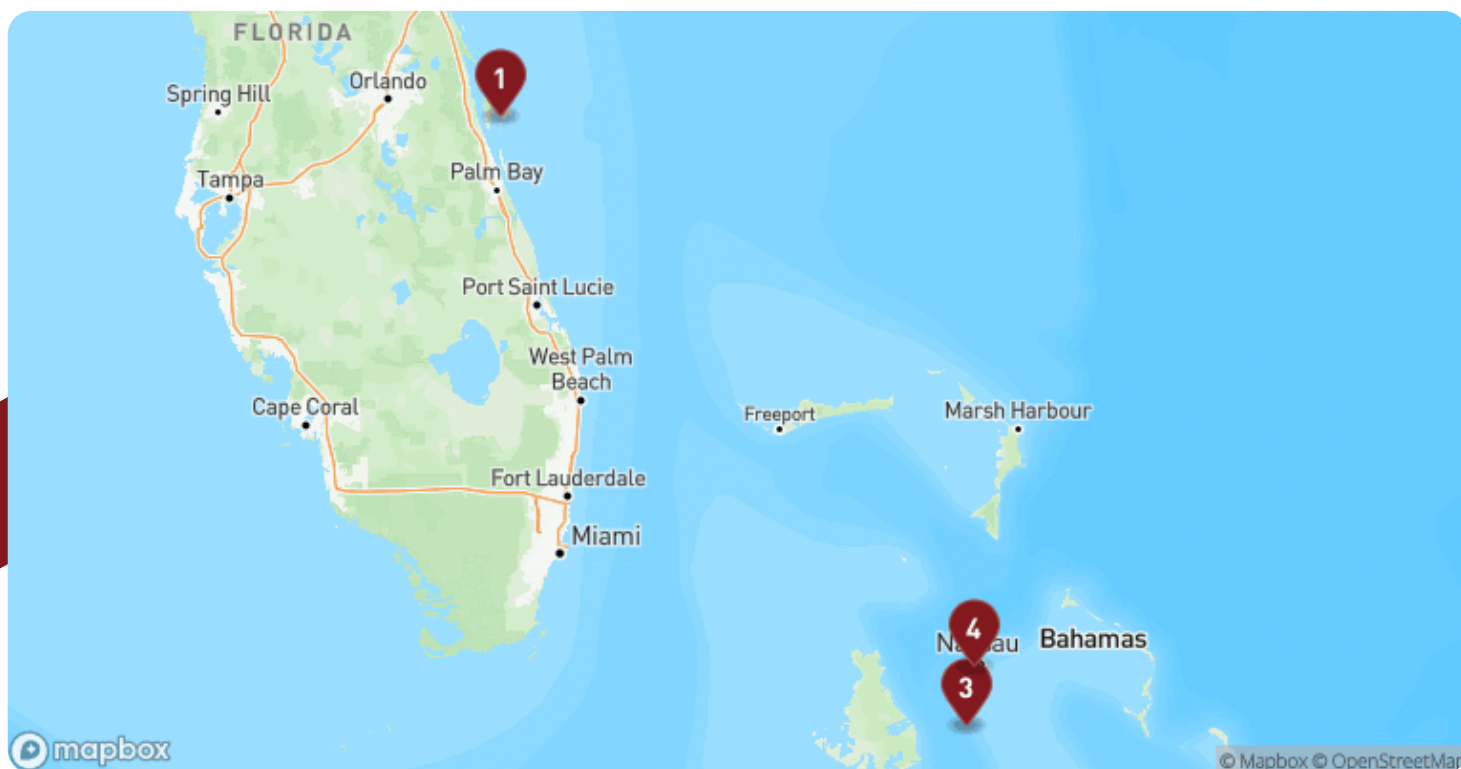 FLORIDA
1
Orlando
Spring Hill
Palm Bay
Tampa
Port Saint Lucie
West Palm
Beach
Cape Coral
Freeport
Marsh Harbour
Fort Lauderdale
Miami
4
Bahamas
3
mapbox
© Mapbox © OpenStreetMap